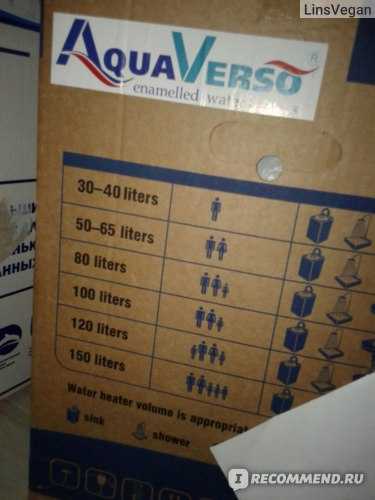 LinsVegan
AQUAVERSO
®
enamelled
30–40 liters
50–65 liters
80 liters
100 liters
120 liters
150 liters
Water heater volume is appropriat
sink
shower
I RECOMMEND.RU